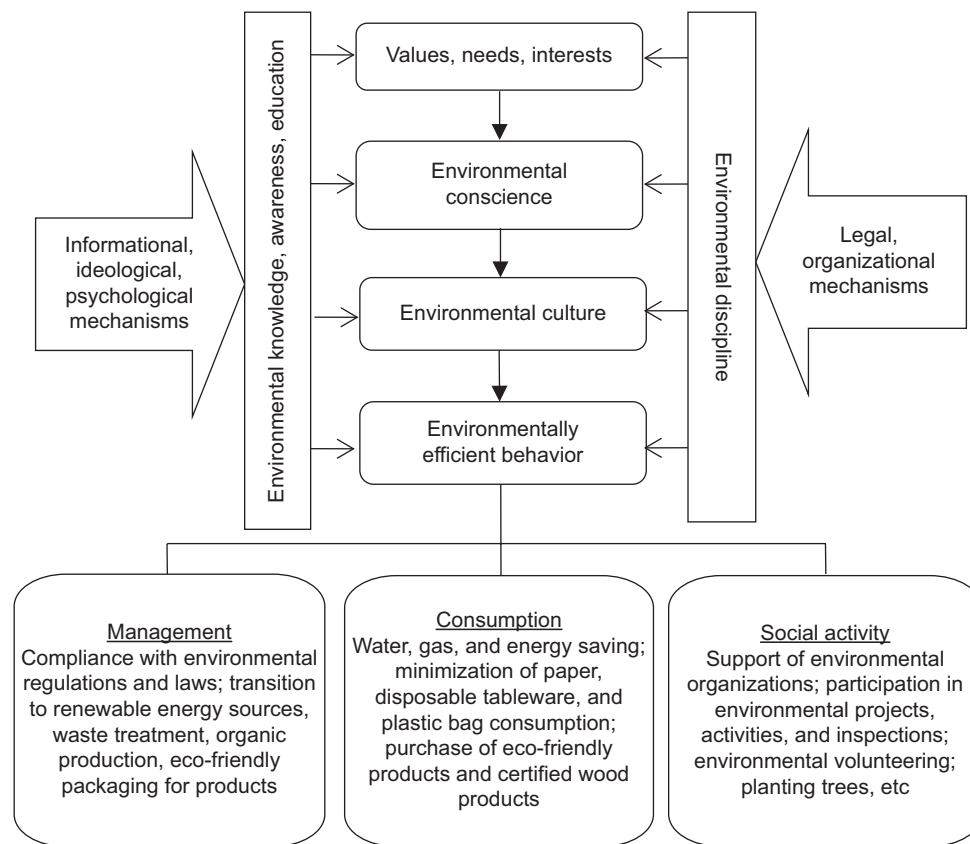 Values, needs, interests
Environmental
conscience
Environmental culture
Environmentally
efficient behavior
Environmental knowledge, awareness, education
Environmental discipline
Informational,
ideological,
psychological
mechanisms
Legal,
organizational
mechanisms
Management
Compliance with environmental
regulations and laws; transition
to renewable energy sources,
waste treatment, organic
production, eco-friendly
packaging for products
Consumption
Water, gas, and energy saving;
minimization of paper,
disposable tableware, and
plastic bag consumption;
purchase of eco-friendly
products and certified wood
products
Social activity
Support of environmental
organizations; participation in
environmental projects,
activities, and inspections;
environmental volunteering;
planting trees, etc